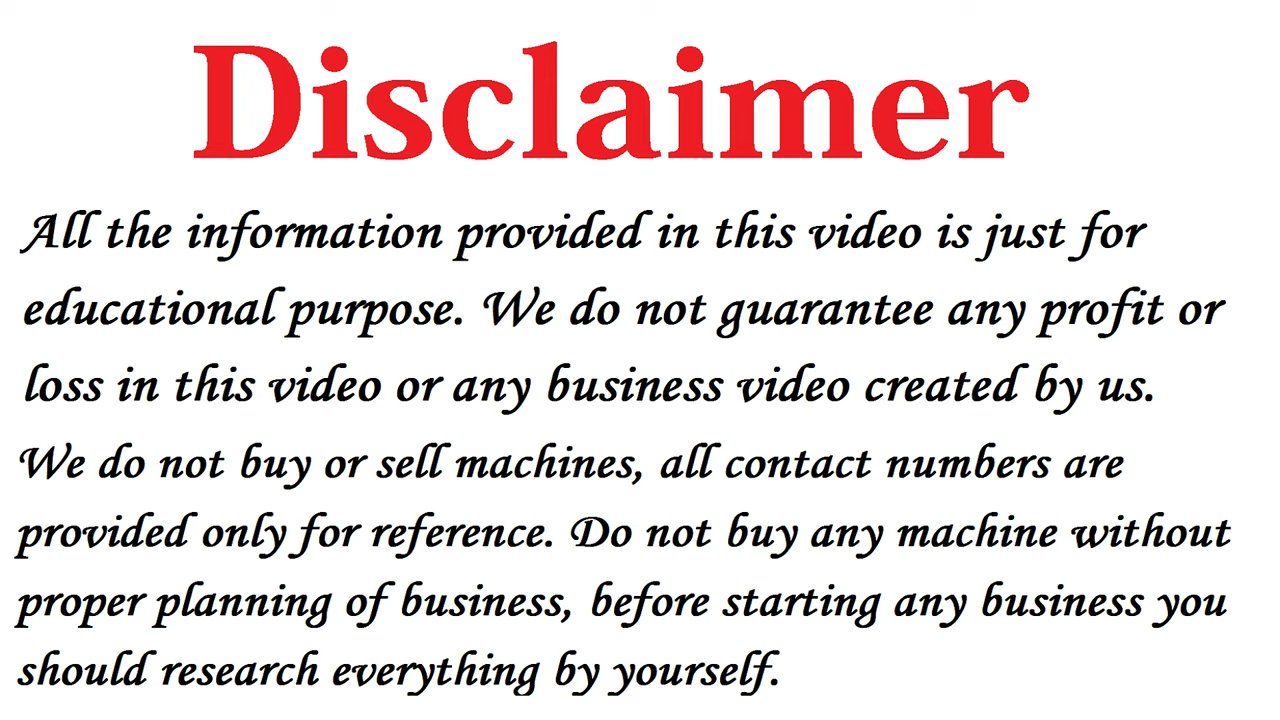 Disclaimer
All the information provided in this video is just for
educational purpose. We do not guarantee any profit or
loss in this video or any business video created by us.
We do not buy or sell machines, all contact numbers are
provided only for reference. Do not buy any machine without
proper planning of business, before starting any business you
should research everything by yourself.